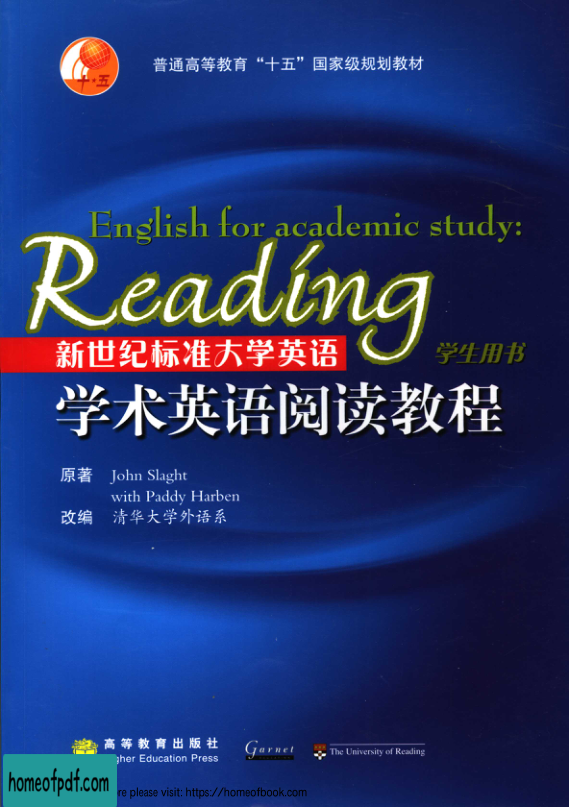 十·五
普通高等教育“十五”国家级规划教材
English for academic study:
Reading
新世纪标准大学英语
学生用书
学术英语阅读教程
原著 John Slaght
with Paddy Harben
改编 清华大学外语系
高等教育出版社
Higher Education Press
Garnet
The University of Reading
homeofpdf.com
re please visit: https://homeofbook.com